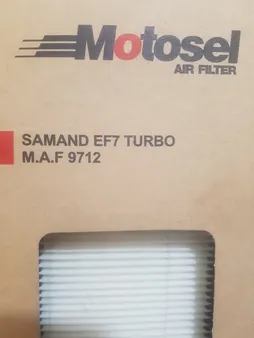 Motosel
AIR FILTER
SAMAND EF7 TURBO
M.A.F 9712